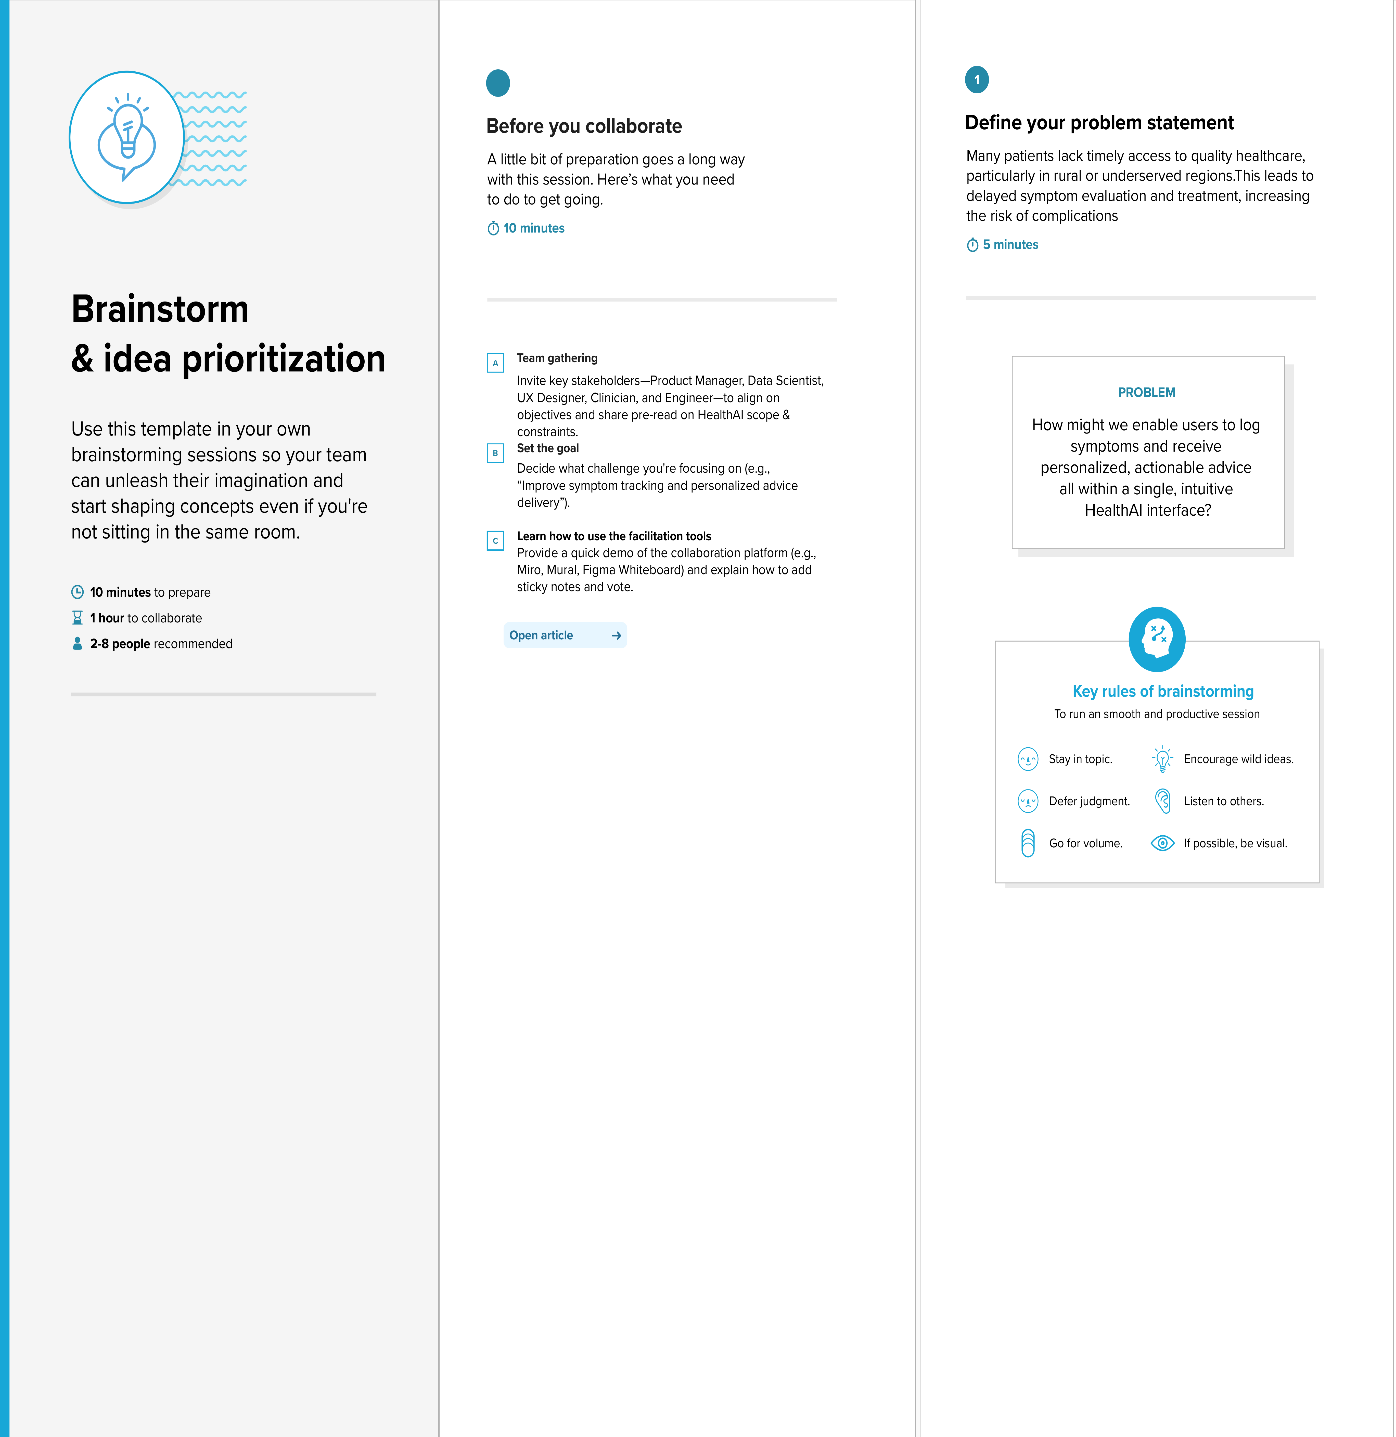 Brainstorm
& idea prioritization
Use this template in your own
brainstorming sessions so your team
can unleash their imagination and
start shaping concepts even if you're
not sitting in the same room.
10 minutes to prepare
1 hour to collaborate
2-8 people recommended
Before you collaborate
A little bit of preparation goes a long way
with this session. Here's what you need
to do to get going.
10 minutes
A
Team gathering
Invite key stakeholders—Product Manager, Data Scientist,
UX Designer, Clinician, and Engineer—to align on
objectives and share pre-read on HealthAI scope &
constraints.
B
Set the goal
Decide what challenge you're focusing on (e.g.,
"Improve symptom tracking and personalized advice
delivery").
C
Learn how to use the facilitation tools
Provide a quick demo of the collaboration platform (e.g.,
Miro, Mural, Figma Whiteboard) and explain how to add
sticky notes and vote.
Open article
1
Define your problem statement
Many patients lack timely access to quality healthcare,
particularly in rural or underserved regions.This leads to
delayed symptom evaluation and treatment, increasing
the risk of complications
5 minutes
PROBLEM
How might we enable users to log
symptoms and receive
personalized, actionable advice
all within a single, intuitive
HealthAI interface?
Key rules of brainstorming
To run an smooth and productive session
Stay in topic.
Encourage wild ideas.
Defer judgment.
Listen to others.
Go for volume.
If possible, be visual.